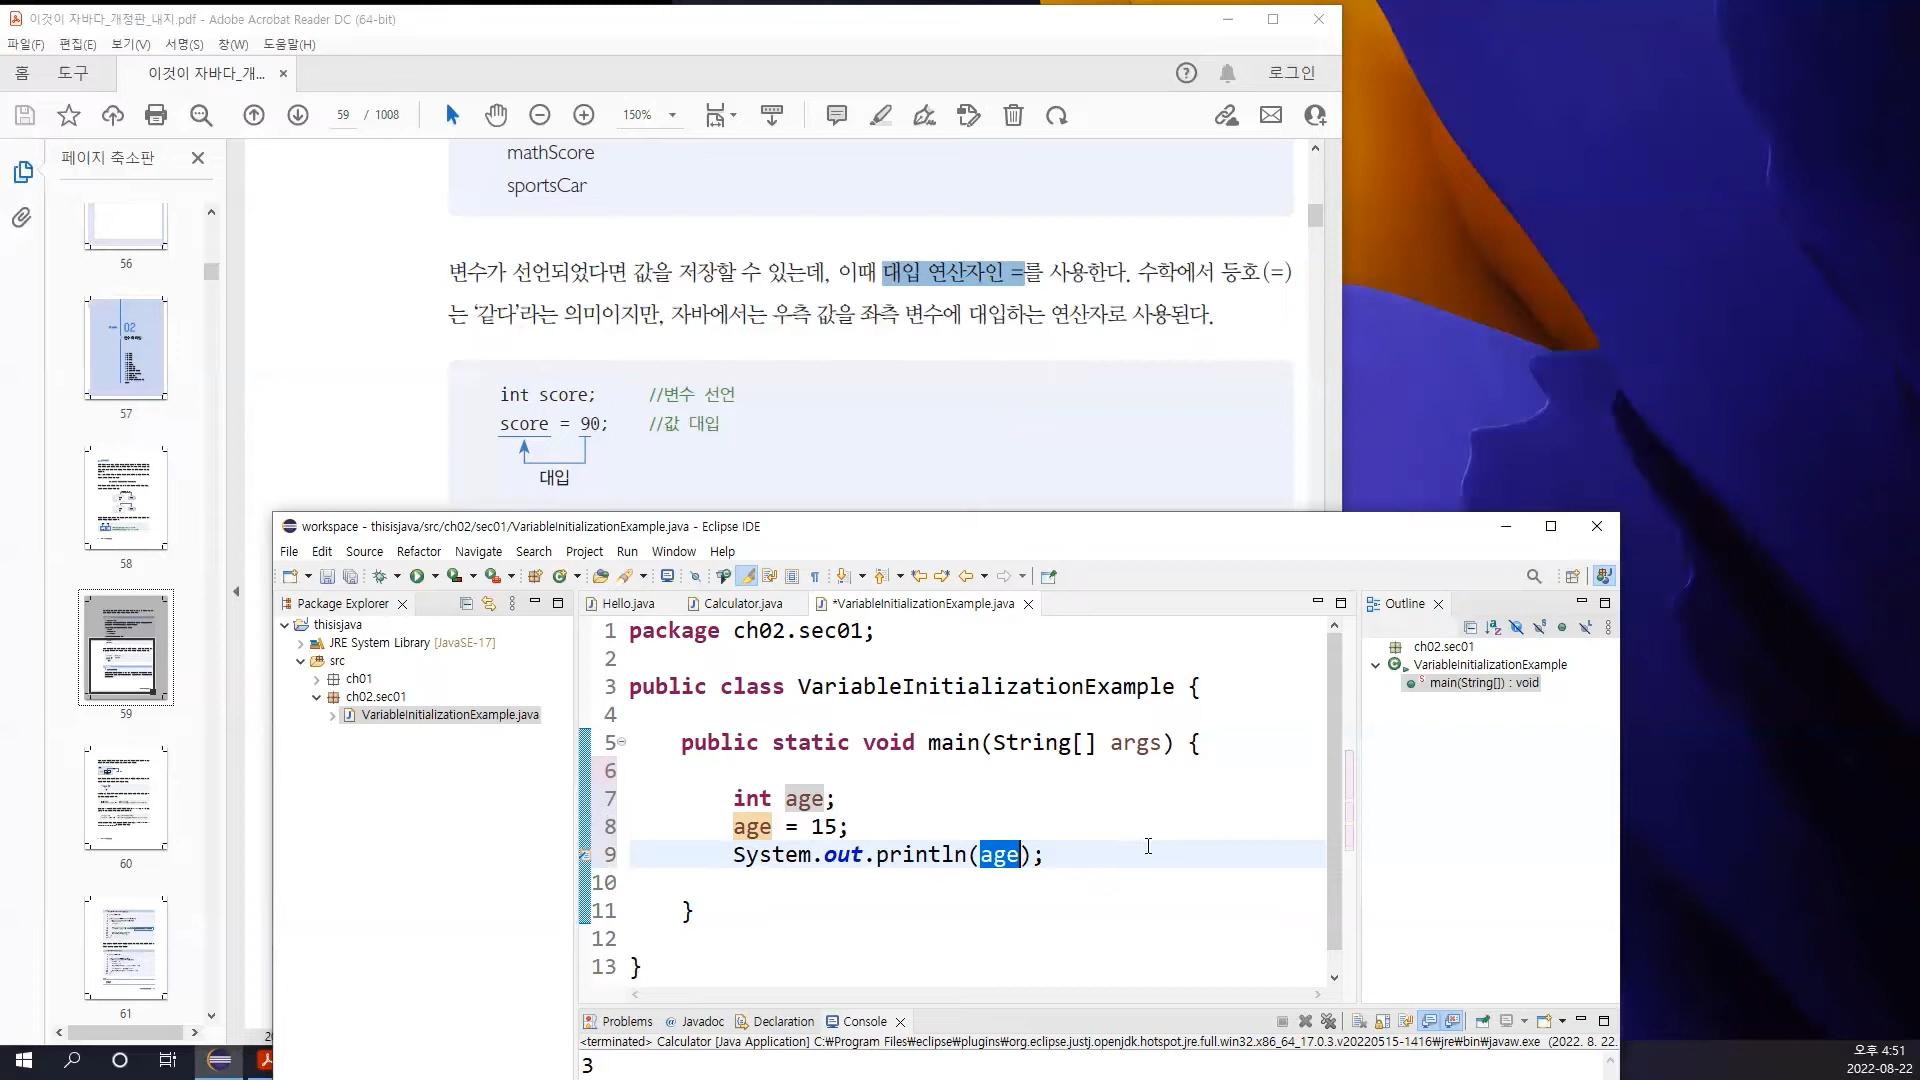 이것이 자바다_개정판_내지.pdf - Adobe Acrobat Reader DC (64-bit)
파일(F) 편집(E) 보기(V) 서명(S) 창(W) 도움말(H)
홈 도구 이것이 자바다_개... × 로그인
59 / 1008 150%
페이지 축소판
56
02
57
58
59
60
61
mathScore
sportsCar
변수가 선언되었다면 값을 저장할 수 있는데, 이때 대입 연산자인 =를 사용한다. 수학에서 등호(=)
는 '같다'라는 의미이지만, 자바에서는 우측 값을 좌측 변수에 대입하는 연산자로 사용된다.
int score; //변수 선언
score = 90; //값 대입
대입
workspace - thisisjava/src/ch02/sec01/VariableInitializationExample.java - Eclipse IDE
File Edit Source Refactor Navigate Search Project Run Window Help
Package Explorer
thisisjava
JRE System Library [JavaSE-17]
src
ch01
ch02.sec01
VariableInitializationExample.java
Hello.java Calculator.java *VariableInitializationExample.java
1 package ch02.sec01;
2
3 public class VariableInitializationExample {
4
5 public static void main(String[] args) {
6
7 int age;
8 age = 15;
9 System.out.println(age);
10
11 }
12
13 }
Outline
ch02.sec01
VariableInitializationExample
main(String[]) : void
Problems @ Javadoc Declaration Console
<terminated> Calculator [Java Application] C:₩Program Files₩eclipse₩plugins₩org.eclipse.justj.openjdk.hotspot.jre.full.win32.x86_64_17.0.3.v20220515-1416₩jre₩bin₩javaw.exe (2022. 8. 22.
3
오후 4:51
2022-08-22